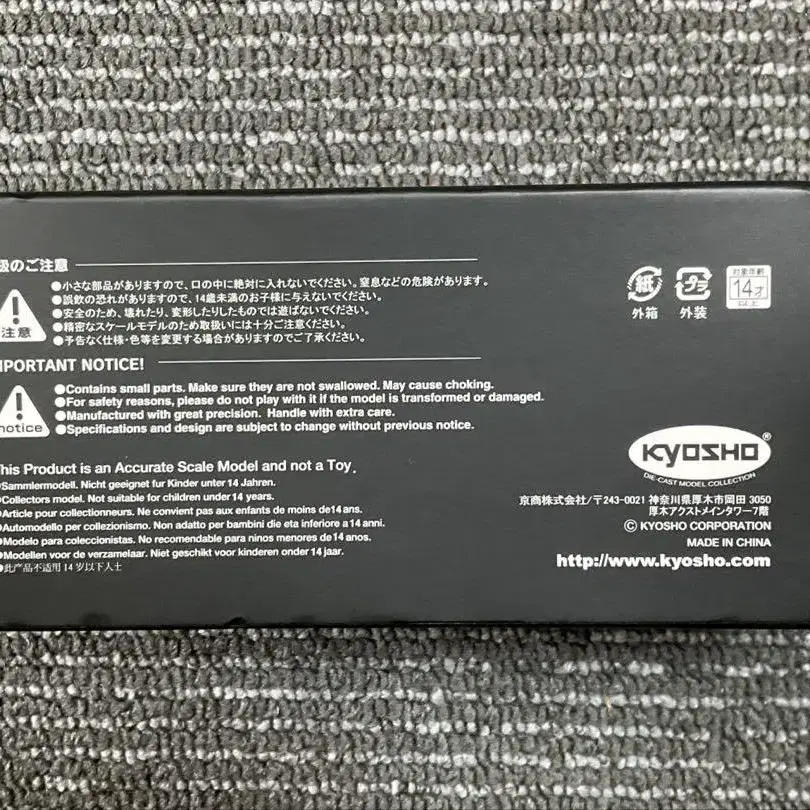 扱のご注意
●小さな部品がありますので、口の中に絶対に入れないでください。窒息などの危険があります。
●誤飲の恐れがありますので、14歳未満のお子様に与えないでください。
●安全のため、壊れたり、変形したりしたものでは遊ばないでください。
●精密なスケールモデルのため取扱いには十分ご注意ください。
●予告なく仕様・色等を変更する場合がありますのでご了承ください。
注意
MPORTANT NOTICE!
●Contains small parts. Make sure they are not swallowed. May cause choking.
●For safety reasons, please do not play with it if the model is transformed or damaged.
●Manufactured with great precision. Handle with extra care.
●Specifications and design are subject to change without previous notice.
notice
his Product is an Accurate Scale Model and not a Toy.
●Sammlermodell. Nicht geeignet fur Kinder unter 14 Jahren.
●Collectors model. Not suitable for children under 14 years.
●Article pour collectionneurs. Ne convient pas aux enfants de moins de14 ans.
●Automodello per collezionismo. Non adatto per bambini die eta inferiore a 14 anni.
●Modelo para coleccionistas. No recomendable para ninos menores de14 anos.
●Modellen voor de verzamelaar. Niet geschikt voor kinderen onder 14 jaar.
●此产品不适用 14 岁以下人士
紙
外箱
プラ
外装
対象年齢
14才
以上
KYOSHO®
DIE-CAST MODEL COLLECTION
京商株式会社/〒243-0021 神奈川県厚木市岡田 3050
厚木アクストメインタワー7階
© KYOSHO CORPORATION
MADE IN CHINA
http://www.kyosho.com